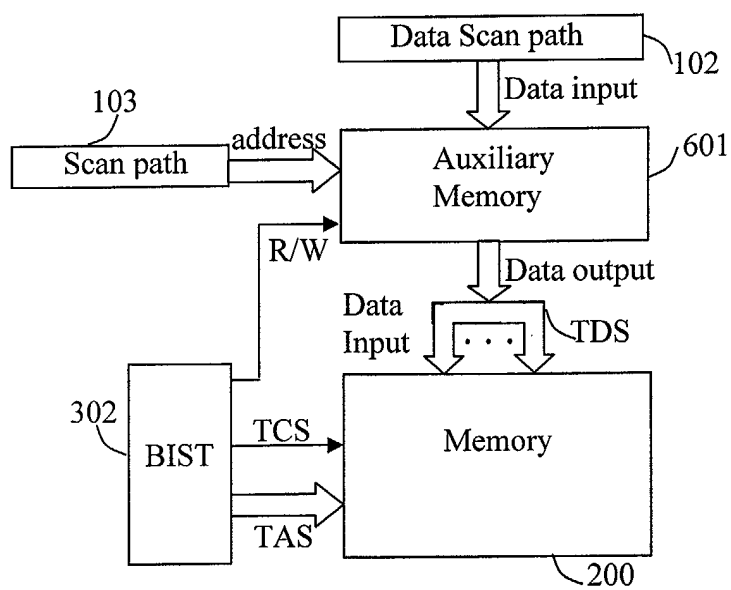 Data Scan path
102
Data input
103
address
Scan path
Auxiliary
Memory
601
R/W
Data output
Data
Input
TDS
302
BIST
TCS
Memory
TAS
200